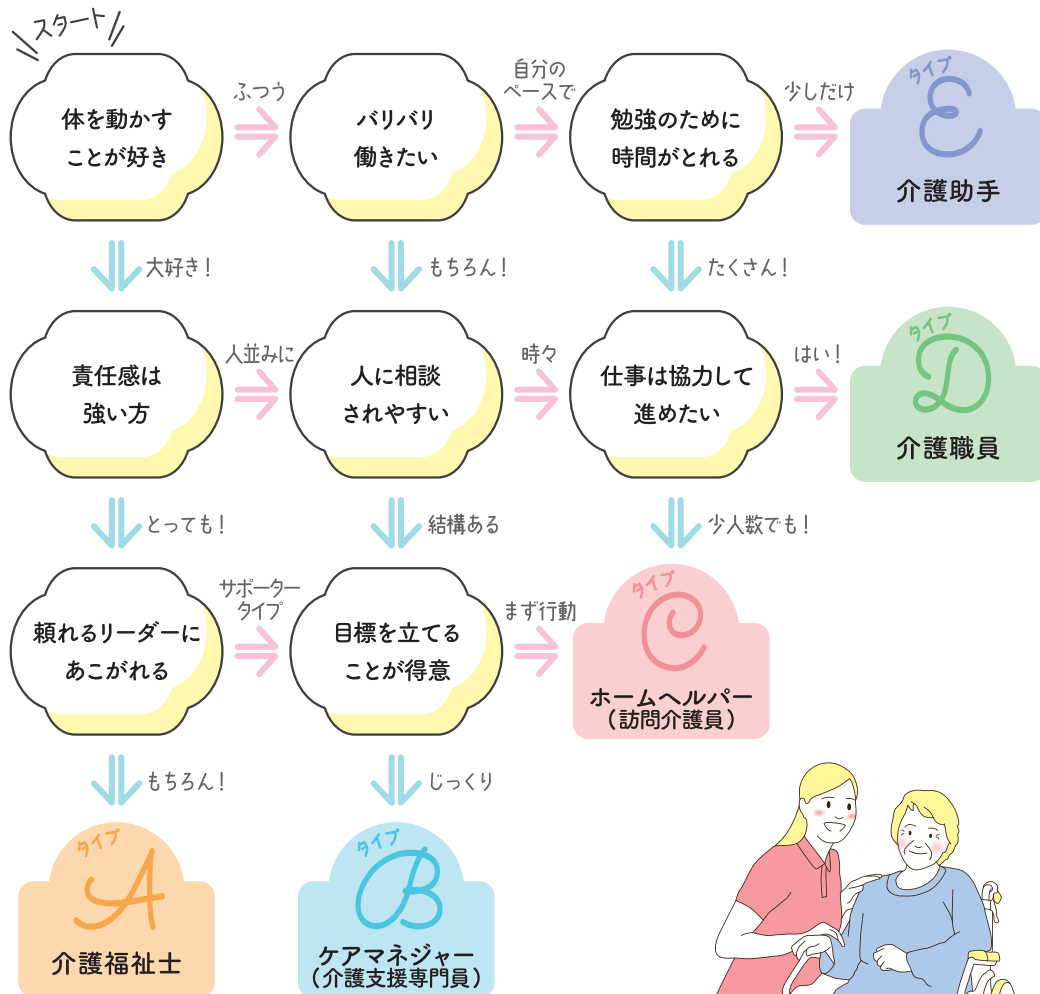 スタート
体を動かす
ことが好き
ふつう
バリバリ
働きたい
自分の
ペースで
勉強のために
時間がとれる
少しだけ
タイプ
E
介護助手
大好き！
もちろん！
たくさん！
責任感は
強い方
人並みに
人に相談
されやすい
時々
仕事は協力して
進めたい
はい！
タイプ
D
介護職員
とっても！
結構ある
少人数でも！
頼れるリーダーに
あこがれる
サポーター
タイプ
目標を立てる
ことが得意
まず行動
タイプ
C
ホームヘルパー
（訪問介護員）
もちろん！
じっくり
タイプ
A
介護福祉士
タイプ
B
ケアマネジャー
（介護支援専門員）